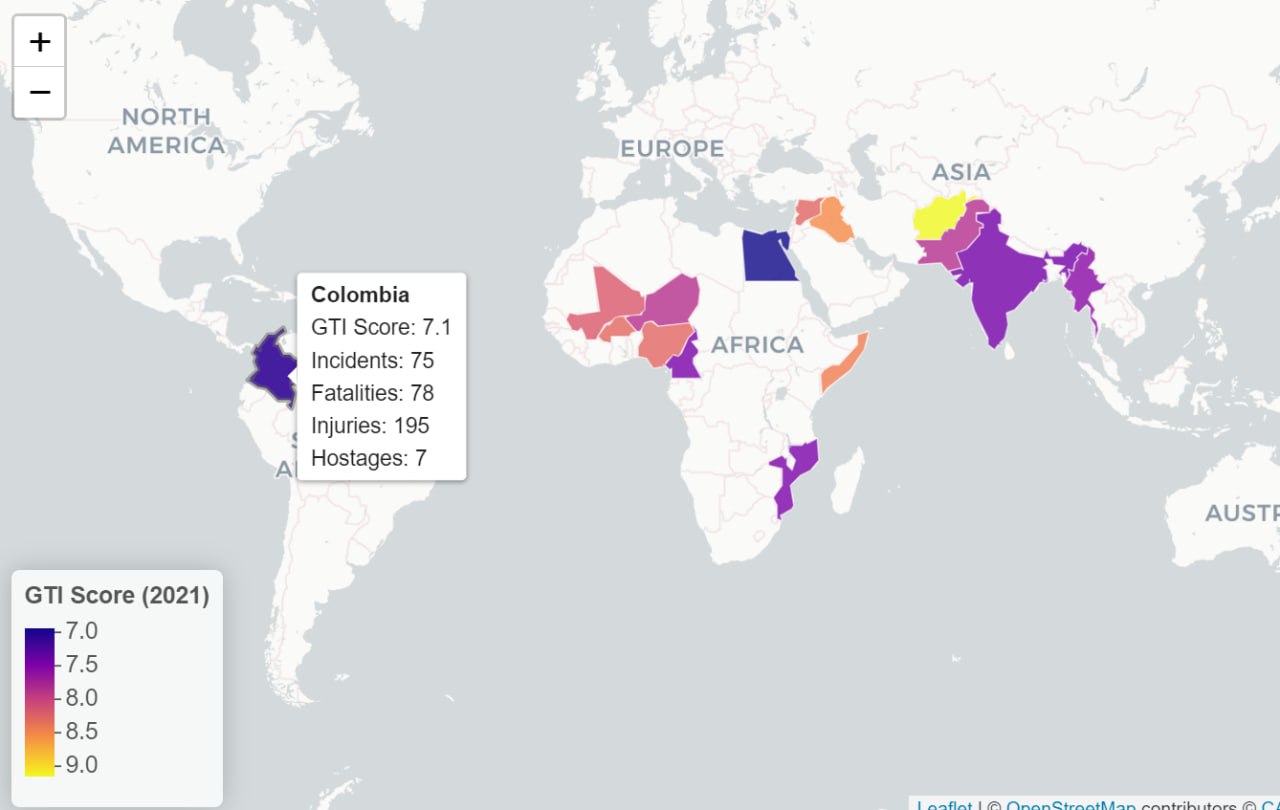 +
−
NORTH
AMERICA
EUROPE
ASIA
AFRICA
Colombia
GTI Score: 7.1
Incidents: 75
Fatalities: 78
Injuries: 195
Hostages: 7
S
A
AUSTR
GTI Score (2021)
7.0
7.5
8.0
8.5
9.0
Leaflet | © OpenStreetMap contributors © CA